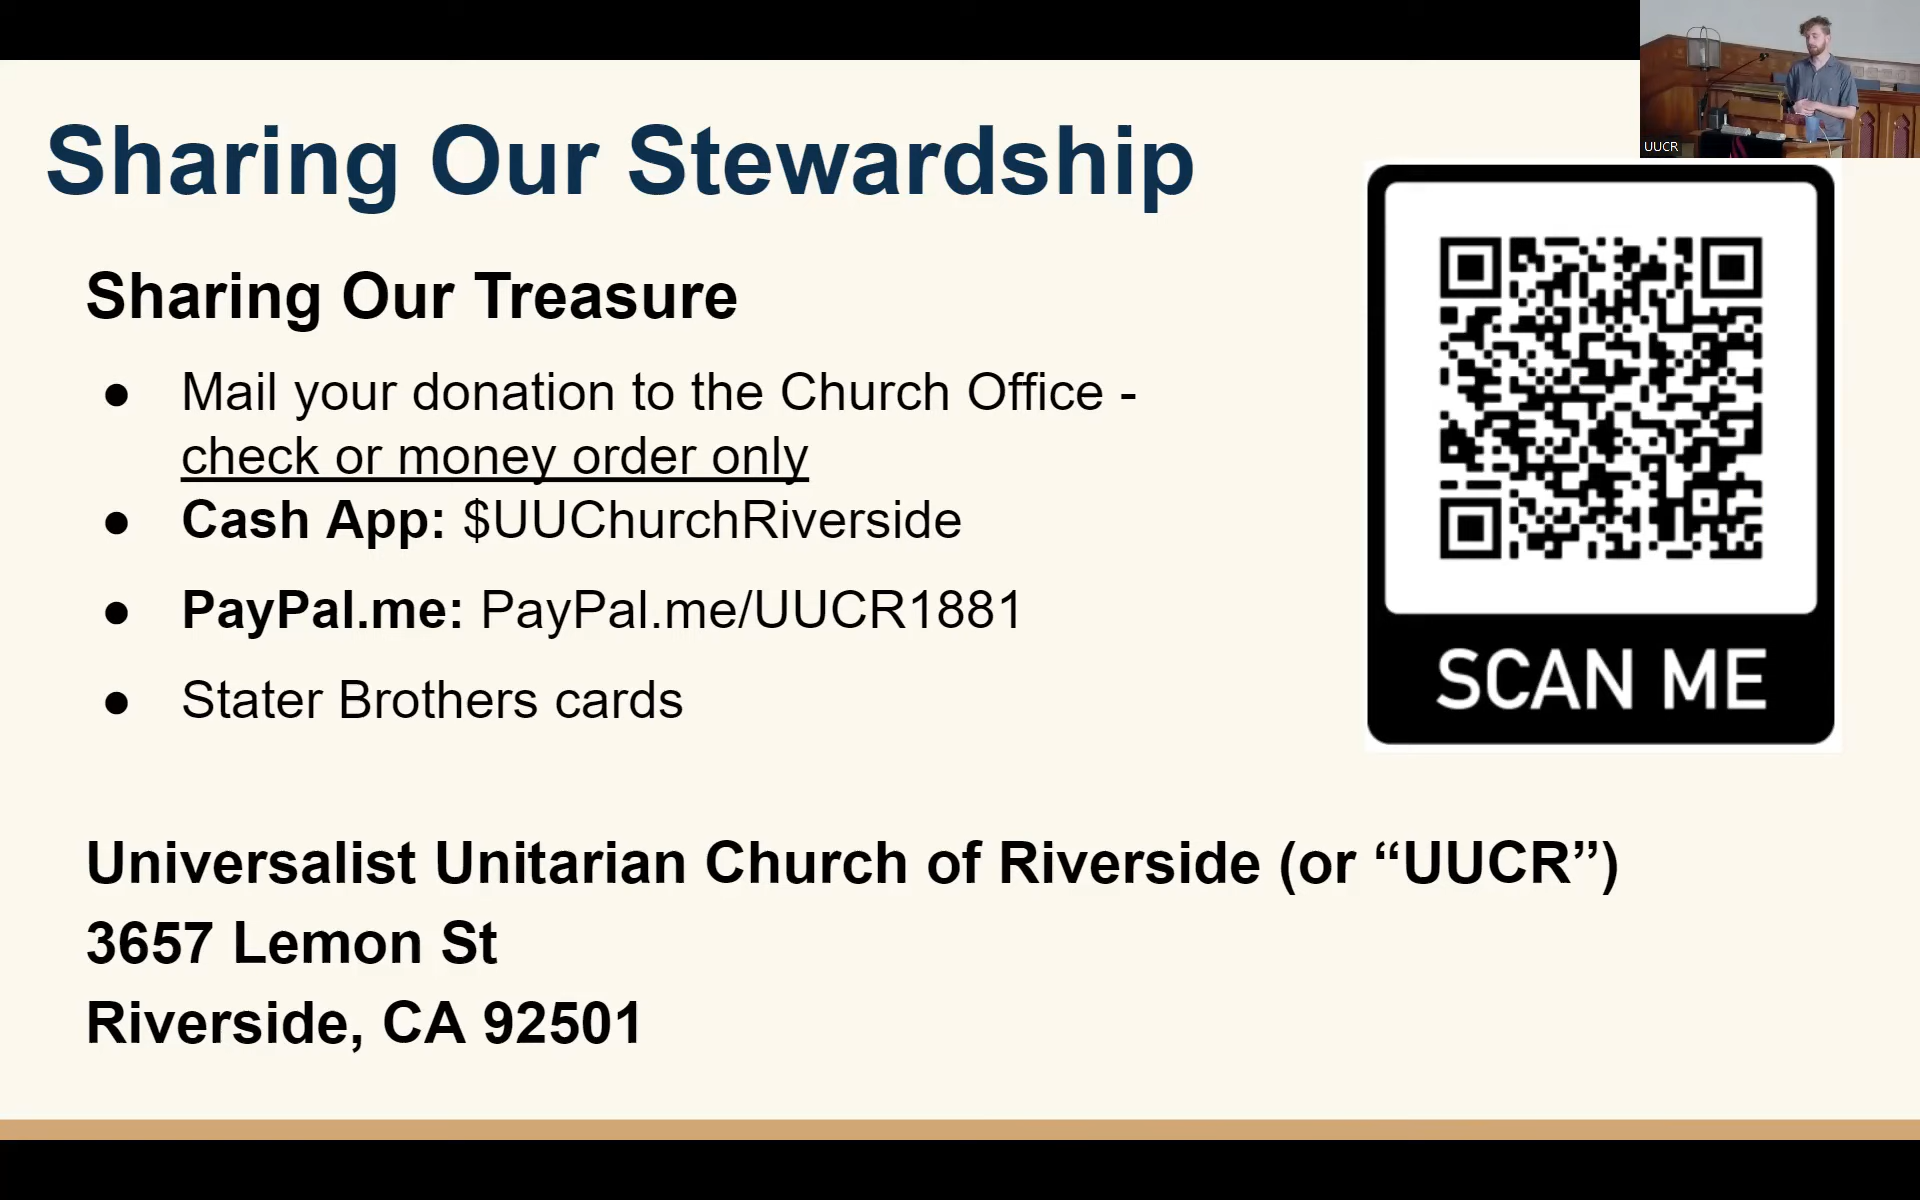 Sharing Our Stewardship
UUCR
Sharing Our Treasure
● Mail your donation to the Church Office -
check or money order only
● Cash App: $UUChurchRiverside
● PayPal.me: PayPal.me/UUCR1881
● Stater Brothers cards
SCAN ME
Universalist Unitarian Church of Riverside (or “UUCR”)
3657 Lemon St
Riverside, CA 92501